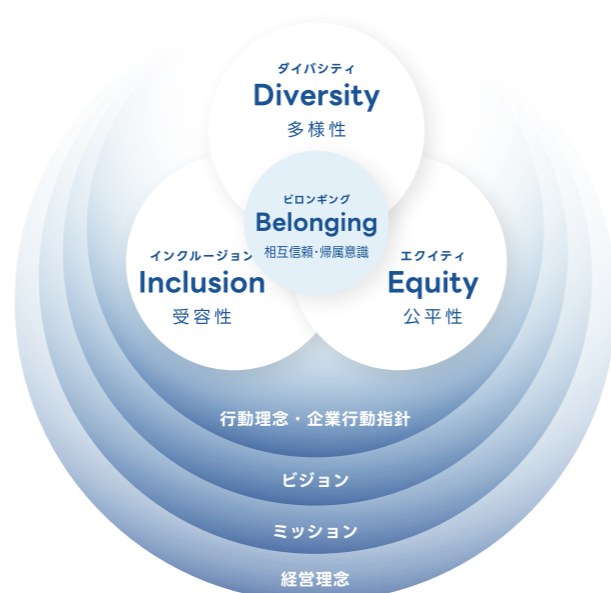 ダイバシティ
Diversity
多様性
ビロンギング
Belonging
相互信頼・帰属意識
インクルージョン
Inclusion
受容性
エクイティ
Equity
公平性
行動理念・企業行動指針
ビジョン
ミッション
経営理念